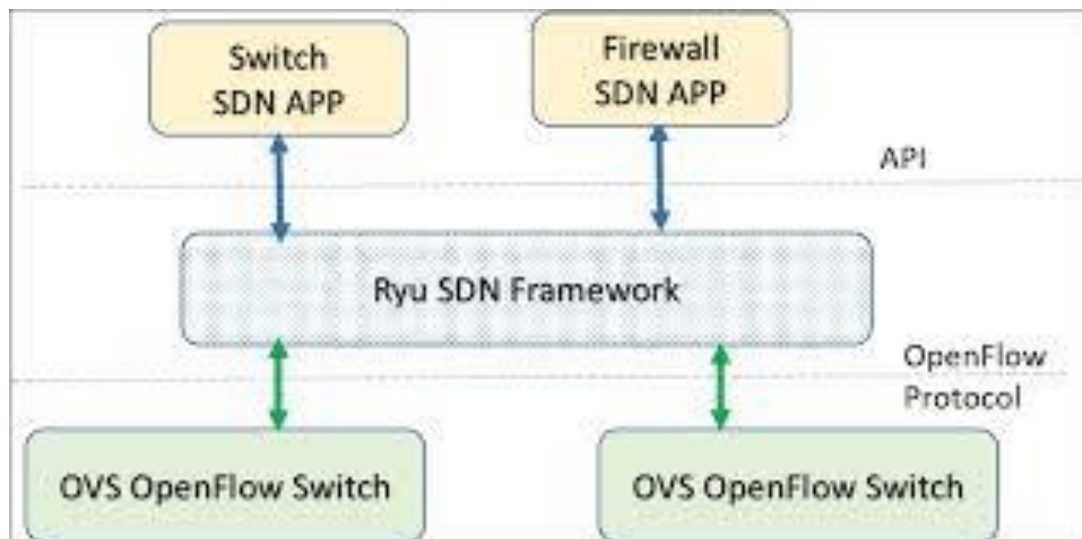 Switch
SDN APP
Firewall
SDN APP
API
Ryu SDN Framework
OpenFlow
Protocol
OVS OpenFlow Switch
OVS OpenFlow Switch